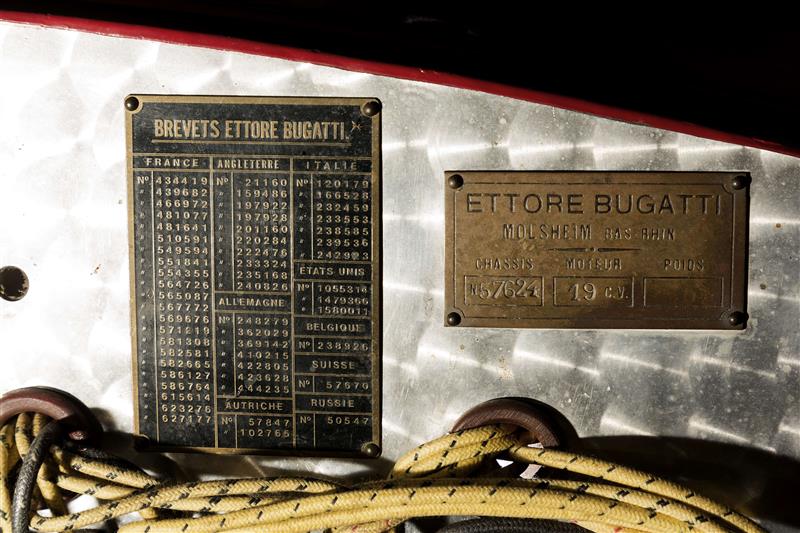 BREVETS ETTORE BUGATTI.
FRANCE
Nº 434419
" 439682
" 466972
" 481077
" 481641
" 510591
" 549594
" 551841
" 554355
" 564726
" 565087
" 567772
" 569676
" 571219
" 581308
" 582581
" 582665
" 586127
" 586764
" 615614
" 623276
" 627177
ANGLETERRE
Nº 21160
" 159486
" 197922
" 197928
" 201160
" 220284
" 222476
" 233324
" 235168
" 240826
ALLEMAGNE
Nº 248279
" 362029
" 369142
" 410215
" 422805
" 423628
" 444235
AUTRICHE
Nº 57847
" 102765
ITALIE
Nº 120179
" 166528
" 232459
" 233553
" 238585
" 239536
" 242923
ETATS UNIS
Nº 1055314
" 1479366
" 1580011
BELGIQUE
Nº 238926
SUISSE
Nº 57670
RUSSIE
Nº 50547
ETTORE BUGATTI
MOLSHEIM BAS-RHIN
CHASSIS MOTEUR POIDS
Nº 57624 19 C.V.